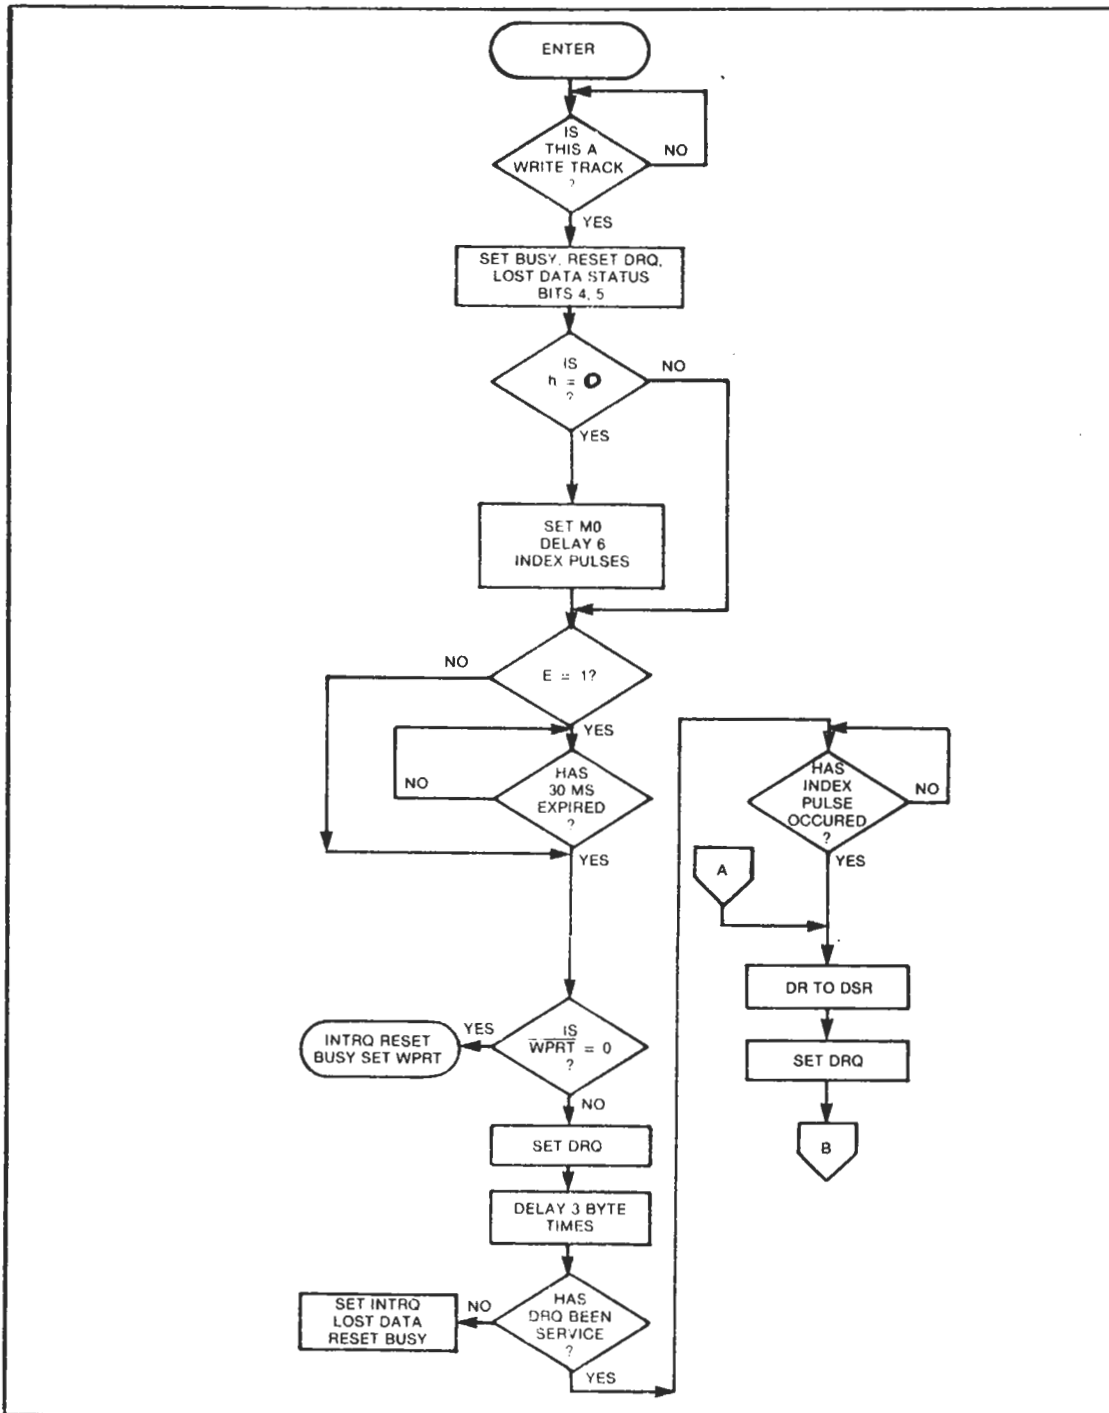 ENTER
IS
THIS A
WRITE TRACK
?
NO
YES
SET BUSY, RESET DRQ,
LOST DATA STATUS
BITS 4, 5
IS
h = 0
?
NO
YES
SET M0
DELAY 6
INDEX PULSES
E = 1?
NO
YES
HAS
30 MS
EXPIRED
?
NO
YES
IS
WPRT = 0
?
YES
INTRQ RESET
BUSY SET WPRT
NO
SET DRQ
DELAY 3 BYTE
TIMES
HAS
DRQ BEEN
SERVICE
?
NO
SET INTRQ
LOST DATA
RESET BUSY
YES
HAS
INDEX
PULSE
OCCURED
?
NO
YES
A
DR TO DSR
SET DRQ
B